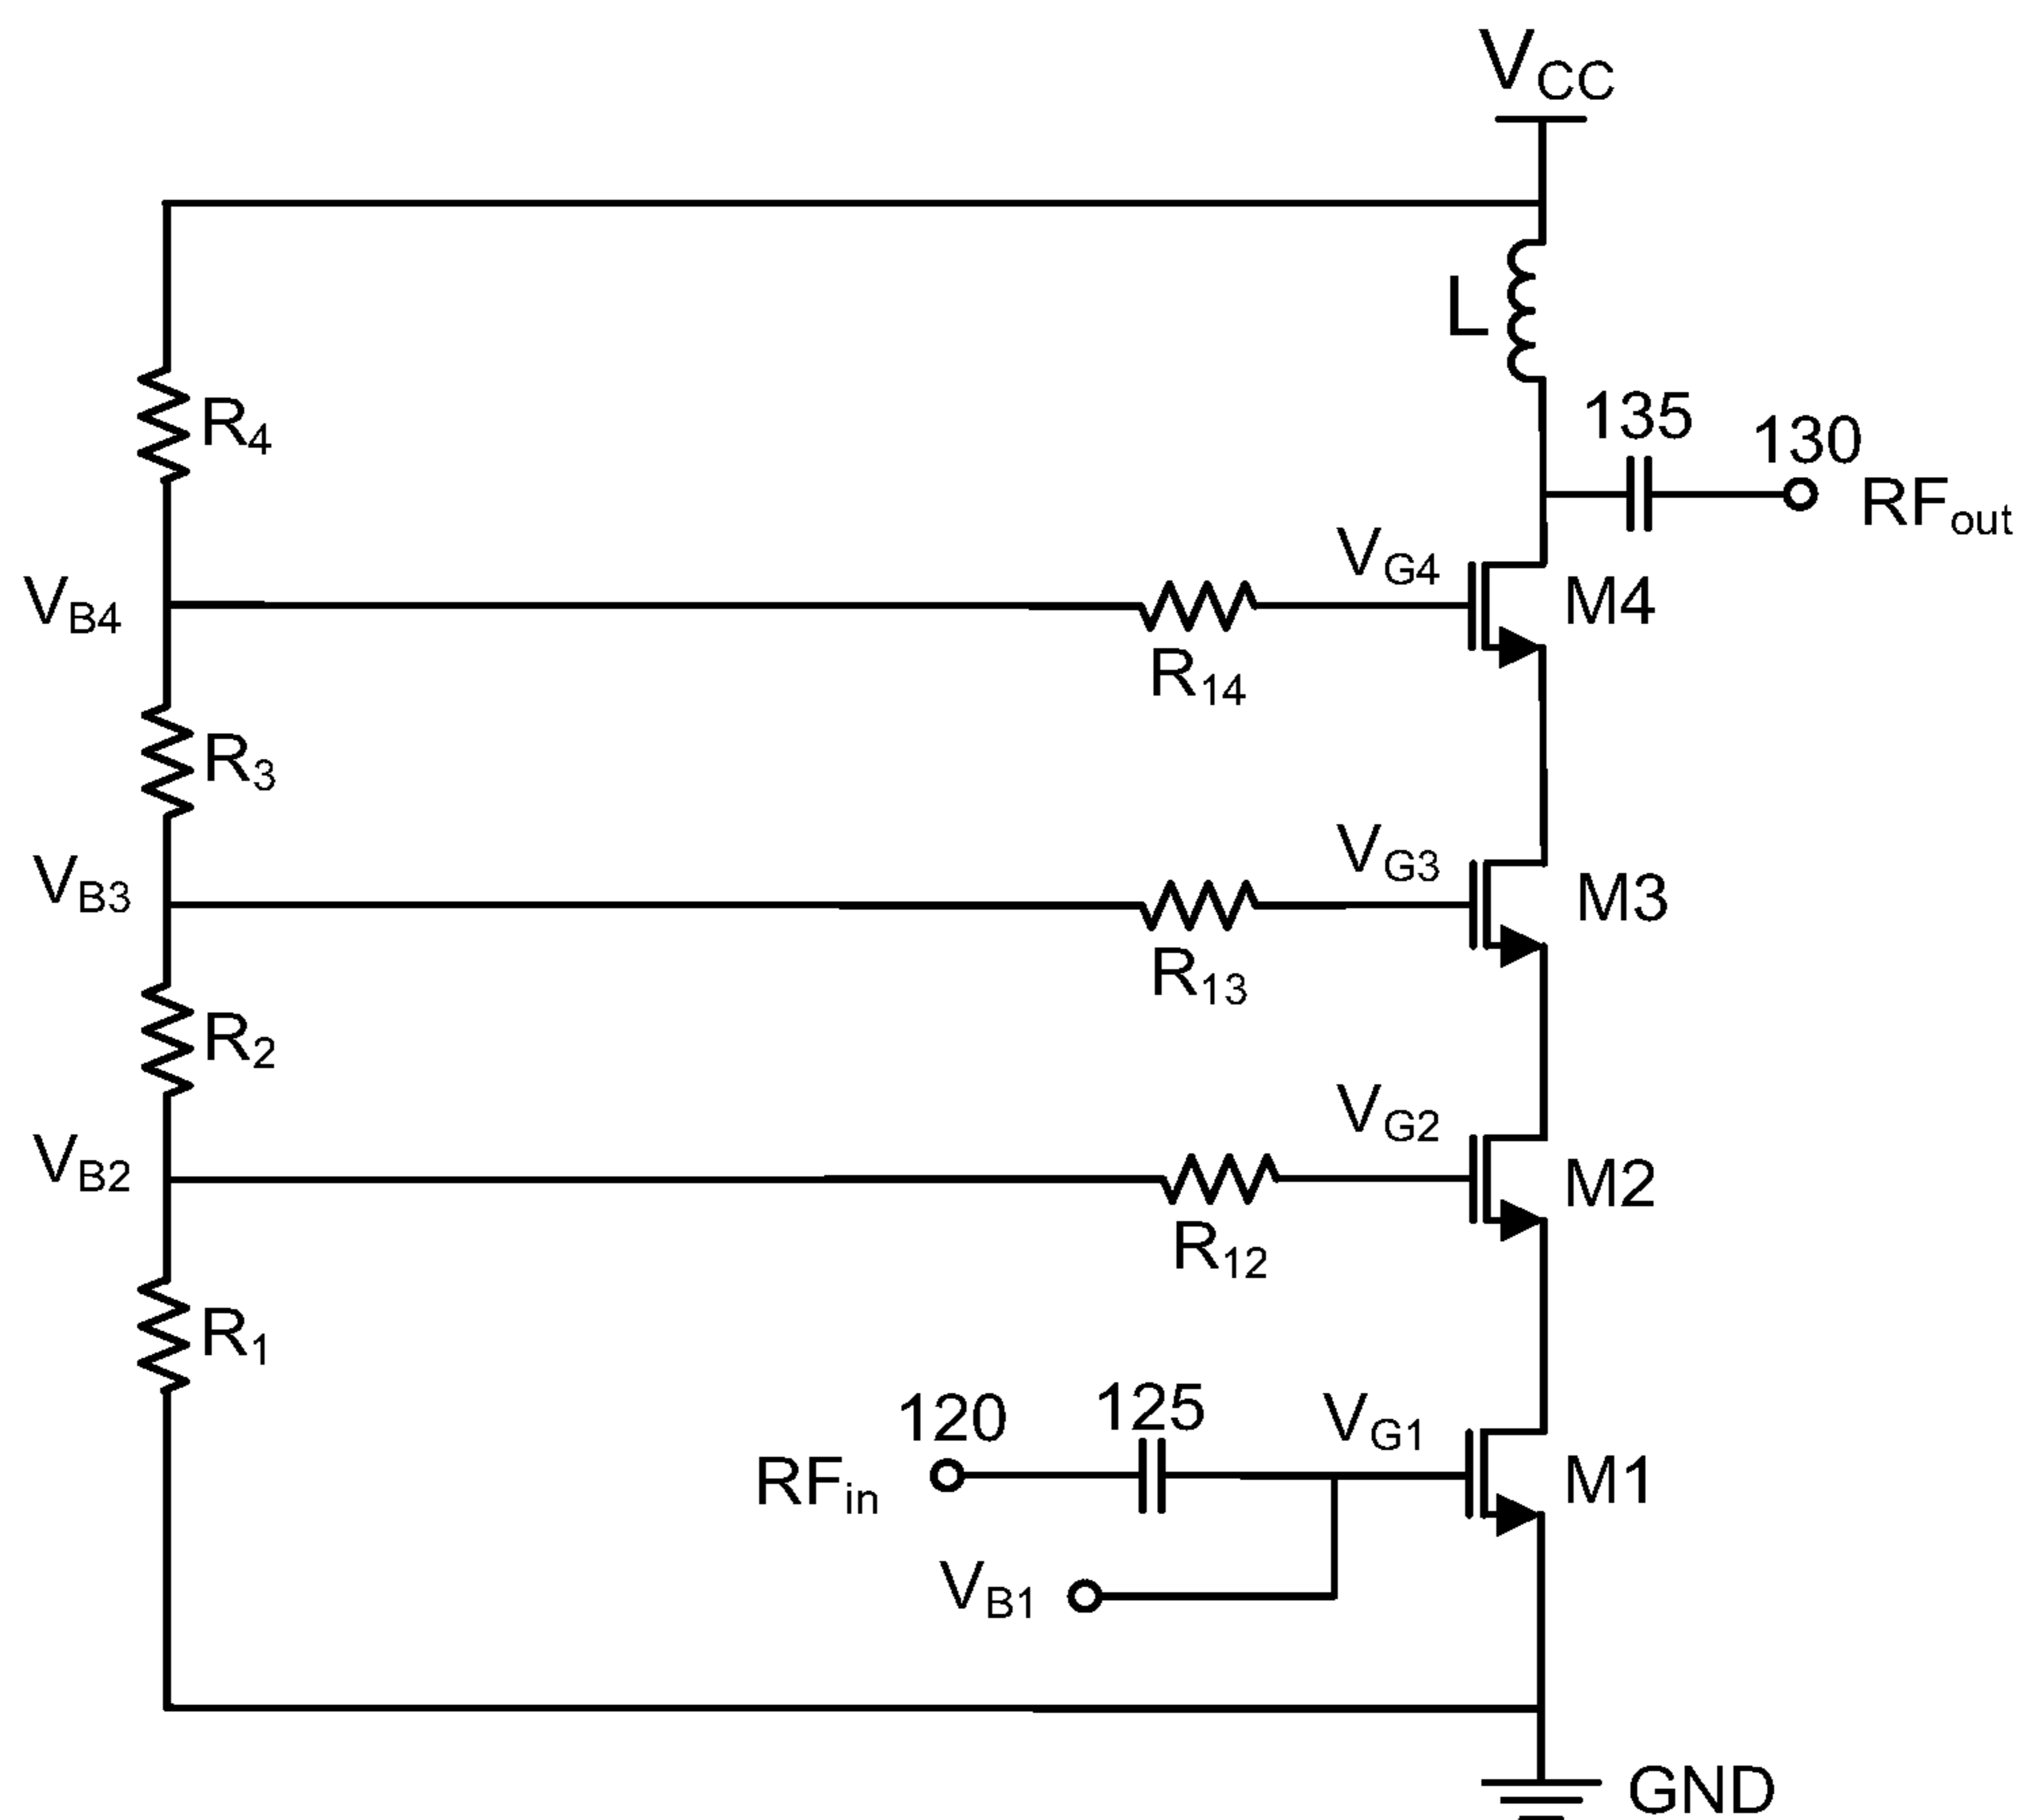 VCC
L
135
130
RFout
R4
VG4
M4
VB4
R14
R3
VG3
M3
VB3
R13
R2
VG2
M2
VB2
R12
R1
120
125
VG1
M1
RFin
VB1
GND